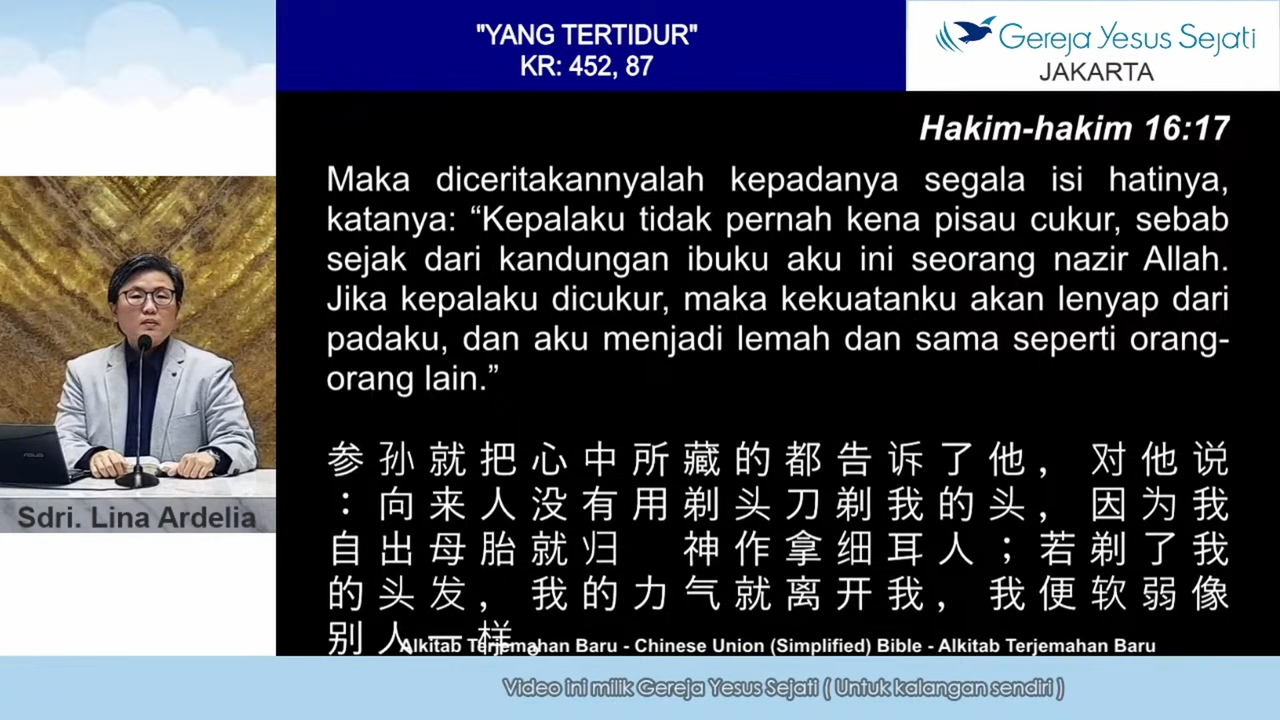 "YANG TERTIDUR"
KR: 452, 87
Gereja Yesus Sejati
JAKARTA
Hakim-hakim 16:17
Maka diceritakannyalah kepadanya segala isi hatinya,
katanya: “Kepalaku tidak pernah kena pisau cukur, sebab
sejak dari kandungan ibuku aku ini seorang nazir Allah.
Jika kepalaku dicukur, maka kekuatanku akan lenyap dari
padaku, dan aku menjadi lemah dan sama seperti orang-
orang lain.”
参孙就把心中所藏的都告诉了他，对他说
：向来人没有用剃头刀剃我的头，因为我
自出母胎就归 神作拿细耳人；若剃了我
的头发，我的力气就离开我，我便软弱像
别人一样。
Alkitab Terjemahan Baru - Chinese Union (Simplified) Bible - Alkitab Terjemahan Baru
ASUS
Sdri. Lina Ardelia
Video ini milik Gereja Yesus Sejati ( Untuk kalangan sendiri )